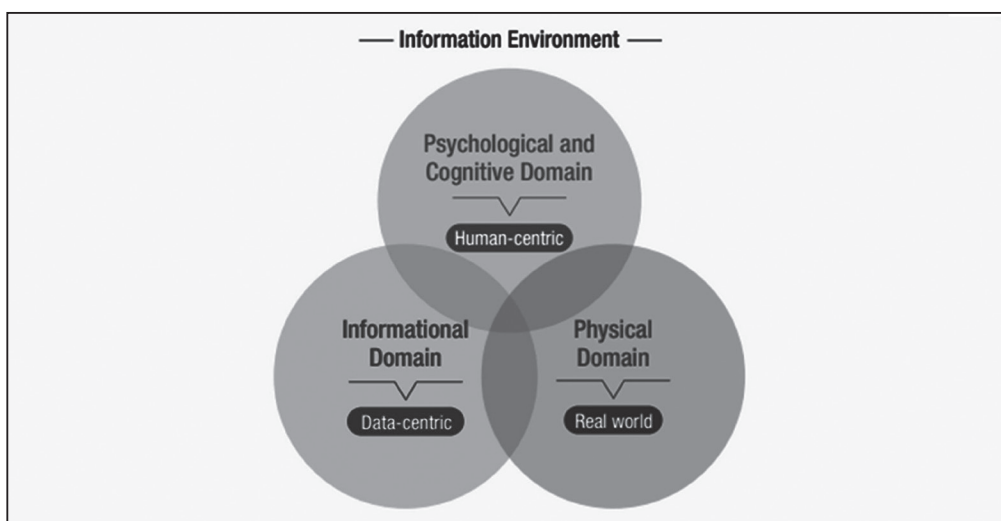 Information Environment
Psychological and
Cognitive Domain
Human-centric
Informational
Domain
Data-centric
Physical
Domain
Real world